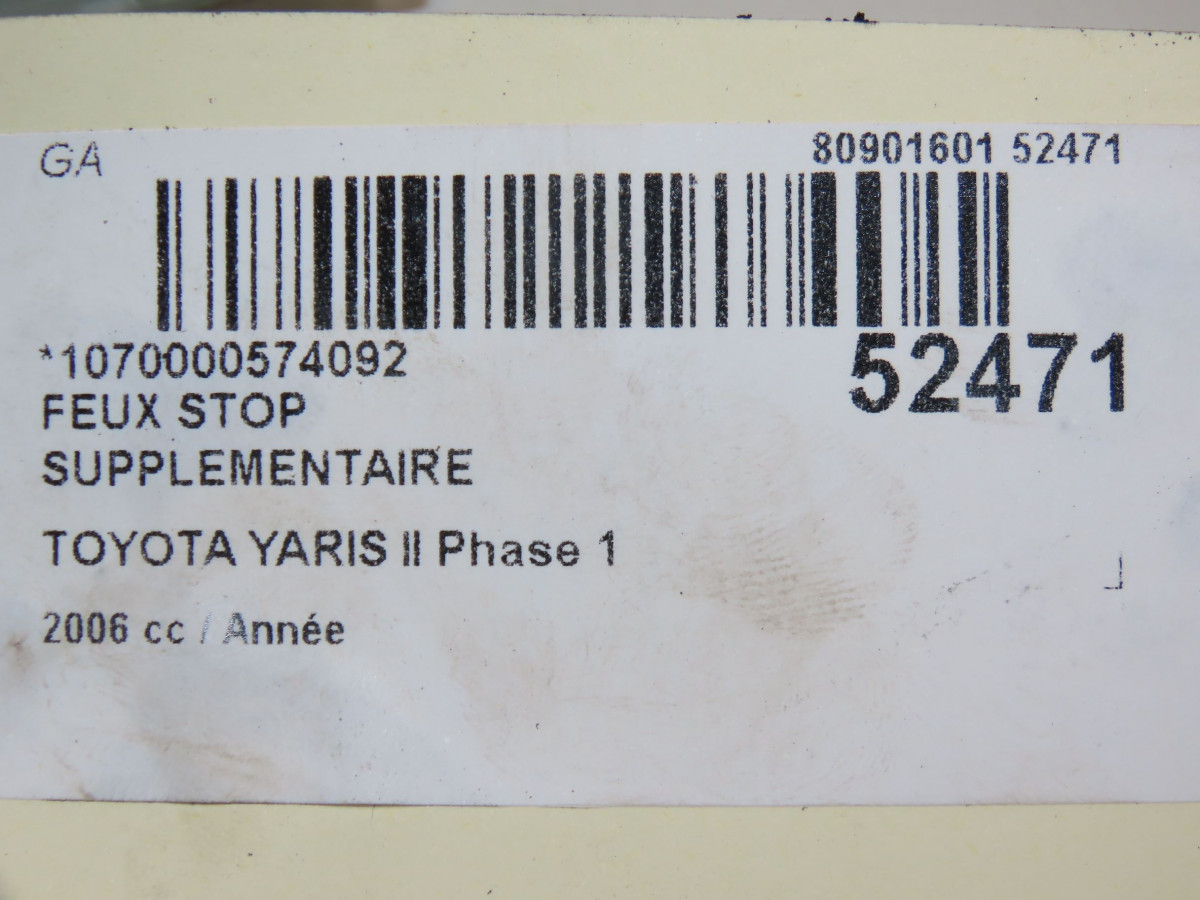 GA
80901601 52471
*1070000574092
52471
FEUX STOP
SUPPLEMENTAIRE
TOYOTA YARIS II Phase 1
2006 cc / Année